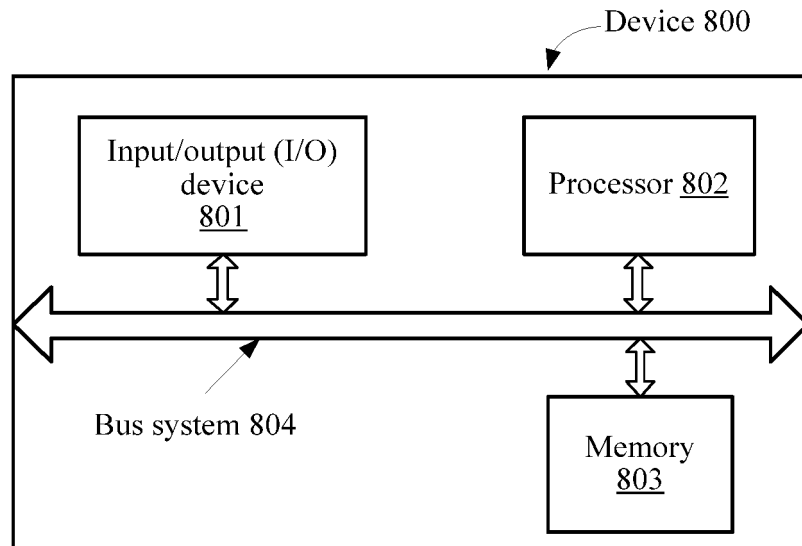 Device 800
Input/output (I/O)
device
801
Processor 802
Bus system 804
Memory
803